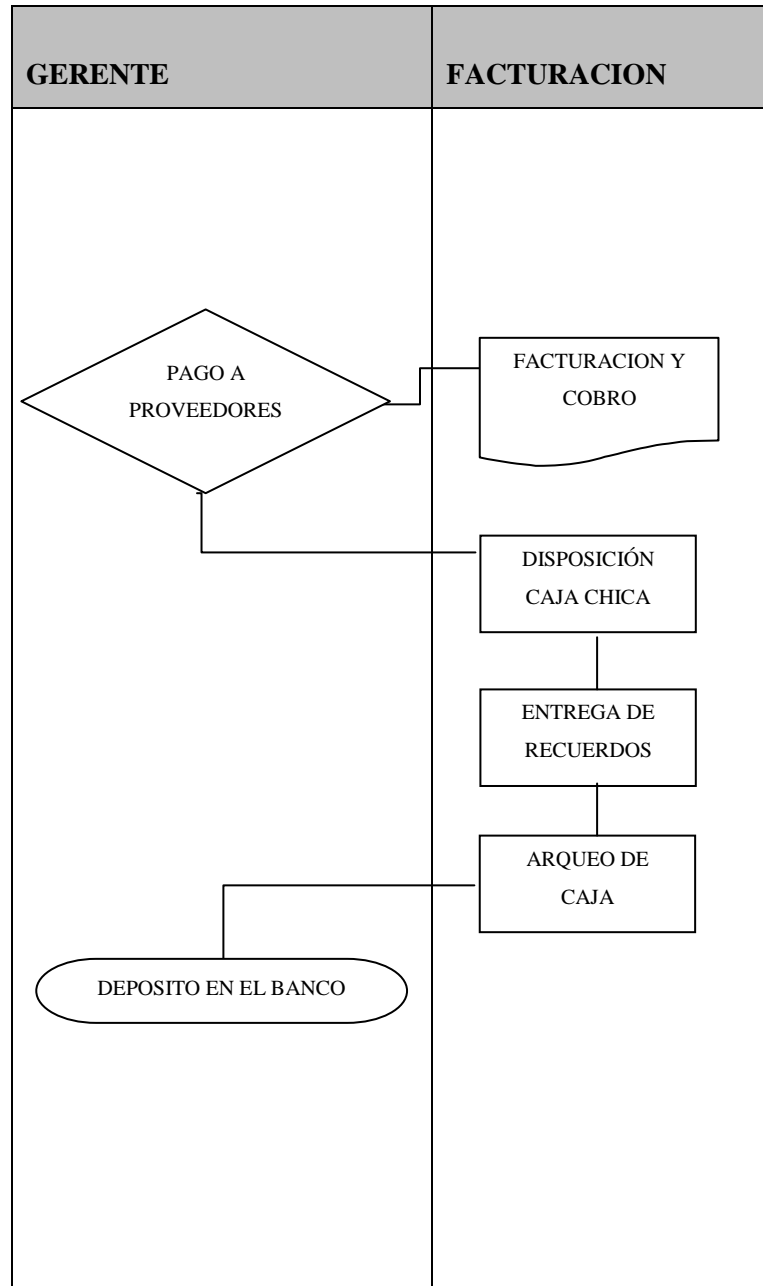 GERENTE
FACTURACION
PAGO A
PROVEEDORES
FACTURACION Y
COBRO
DISPOSICIÓN
CAJA CHICA
ENTREGA DE
RECUERDOS
ARQUEO DE
CAJA
DEPOSITO EN EL BANCO